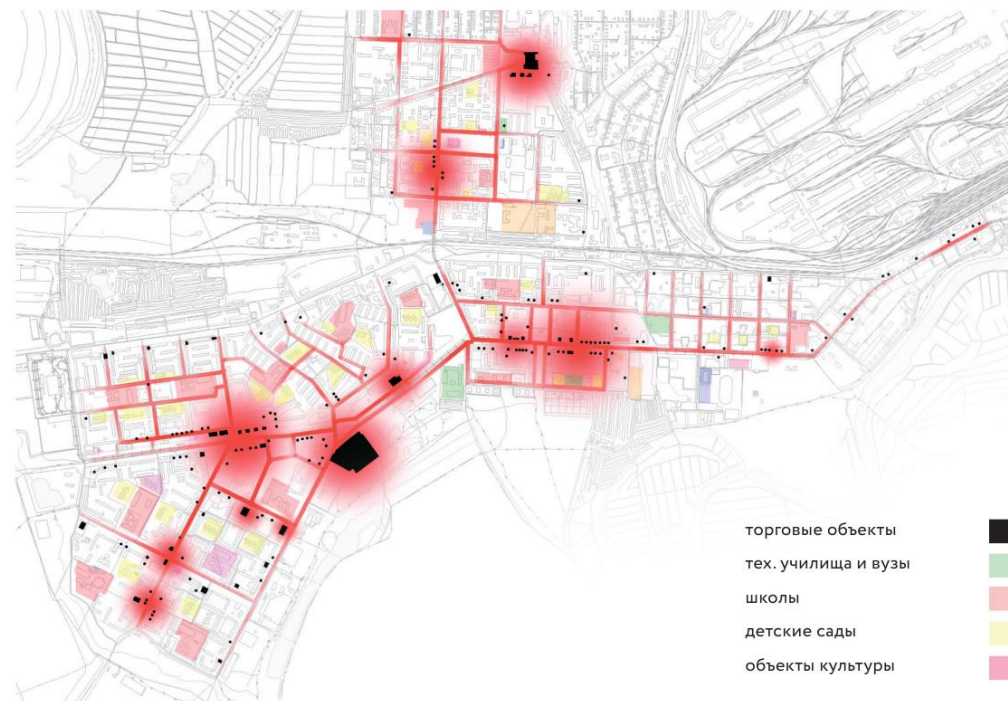 торговые объекты
тех. училища и вузы
школы
детские сады
объекты культуры